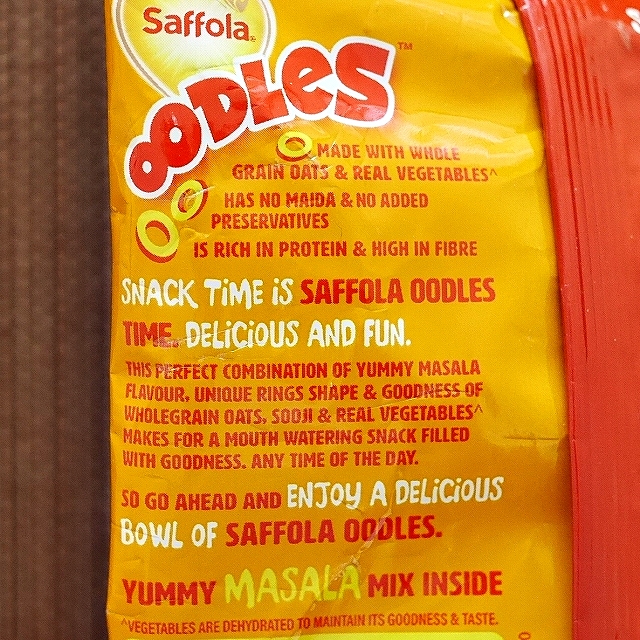 Saffola
OODLES™
MADE WITH WHOLE
GRAIN OATS & REAL VEGETABLES^
HAS NO MAIDA & NO ADDED
PRESERVATIVES
IS RICH IN PROTEIN & HIGH IN FIBRE
SNACK TIME IS SAFFOLA OODLES
TIME. DELICIOUS AND FUN.
THIS PERFECT COMBINATION OF YUMMY MASALA
FLAVOUR, UNIQUE RINGS SHAPE & GOODNESS OF
WHOLEGRAIN OATS, SOOJI & REAL VEGETABLES^
MAKES FOR A MOUTH WATERING SNACK FILLED
WITH GOODNESS. ANY TIME OF THE DAY.
SO GO AHEAD AND ENJOY A DELICIOUS
BOWL OF SAFFOLA OODLES.
YUMMY MASALA MIX INSIDE
^VEGETABLES ARE DEHYDRATED TO MAINTAIN ITS GOODNESS & TASTE.